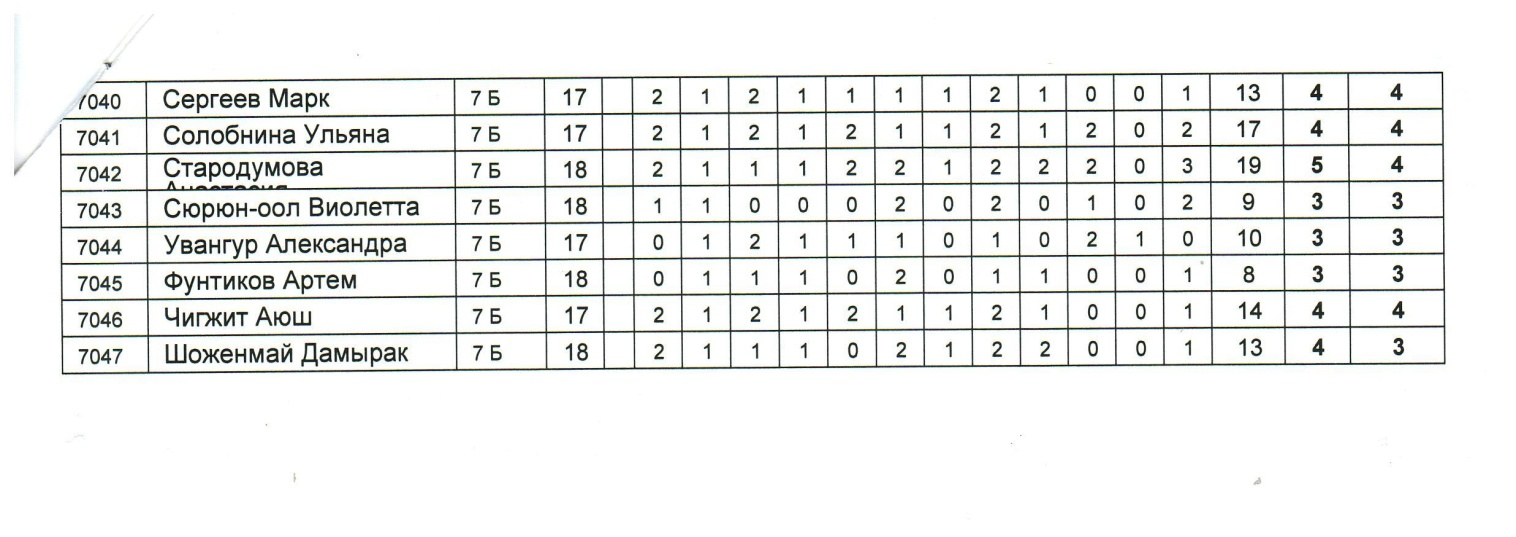 7040 Сергеев Марк 7 Б 17 2 1 2 1 1 1 1 2 1 0 0 1 13 4 4
7041 Солобнина Ульяна 7 Б 17 2 1 2 1 2 1 1 2 1 2 0 2 17 4 4
7042 Стародумова 7 Б 18 2 1 1 1 2 2 1 2 2 2 0 3 19 5 4
Анастасия
7043 Сюрюн-оол Виолетта 7 Б 18 1 1 0 0 0 2 0 2 0 1 0 2 9 3 3
7044 Увангур Александра 7 Б 17 0 1 2 1 1 1 0 1 0 2 1 0 10 3 3
7045 Фунтиков Артем 7 Б 18 0 1 1 1 0 2 0 1 1 0 0 1 8 3 3
7046 Чигжит Аюш 7 Б 17 2 1 2 1 2 1 1 2 1 0 0 1 14 4 4
7047 Шоженмай Дамырак 7 Б 18 2 1 1 1 0 2 1 2 2 0 0 1 13 4 3